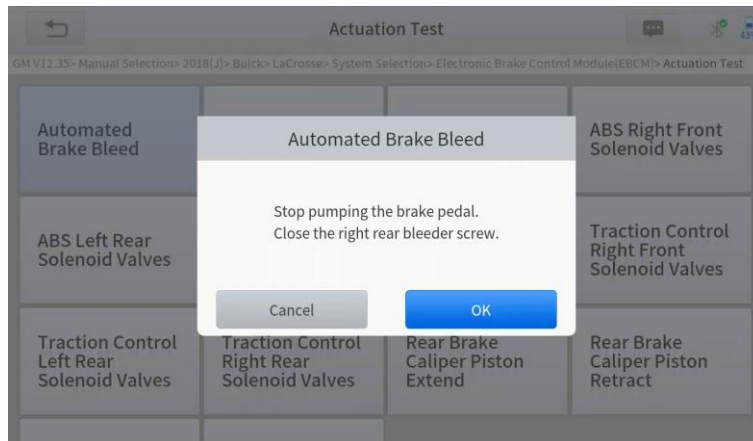 Actuation Test
GM V12.35> Manual Selection> 2018(J)> Buick> LaCrosse> System Selection> Electronic Brake Control Module(EBCM)> Actuation Test
Automated
Brake Bleed
ABS Right Front
Solenoid Valves
Automated Brake Bleed
Stop pumping the brake pedal.
Close the right rear bleeder screw.
Cancel
OK
ABS Left Rear
Solenoid Valves
Traction Control
Right Front
Solenoid Valves
Traction Control
Left Rear
Solenoid Valves
Traction Control
Right Rear
Solenoid Valves
Rear Brake
Caliper Piston
Extend
Rear Brake
Caliper Piston
Retract